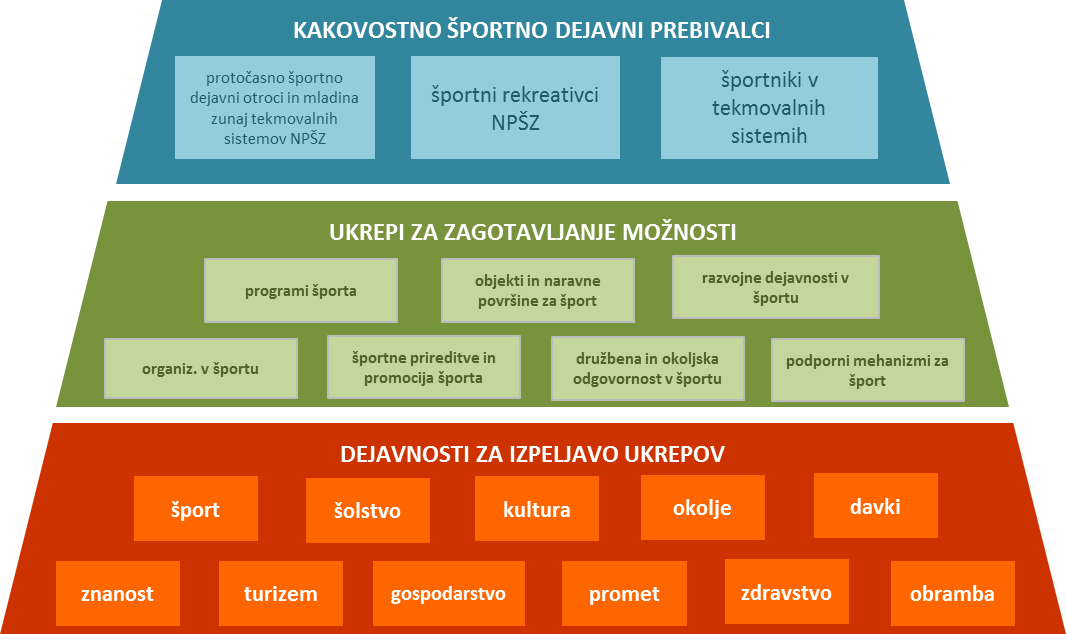 KAKOVOSTNO ŠPORTNO DEJAVNI PREBIVALCI
protočasno športno
dejavni otroci in mladina
zunaj tekmovalnih
sistemov NPŠZ
športni rekreativci
NPŠZ
športniki v
tekmovalnih
sistemih
UKREPI ZA ZAGOTAVLJANJE MOŽNOSTI
programi športa
objekti in naravne
površine za šport
razvojne dejavnosti v
športu
organiz. v športu
športne prireditve in
promocija športa
družbena in okoljska
odgovornost v športu
podporni mehanizmi za
šport
DEJAVNOSTI ZA IZPELJAVO UKREPOV
šport
šolstvo
kultura
okolje
davki
znanost
turizem
gospodarstvo
promet
zdravstvo
obramba